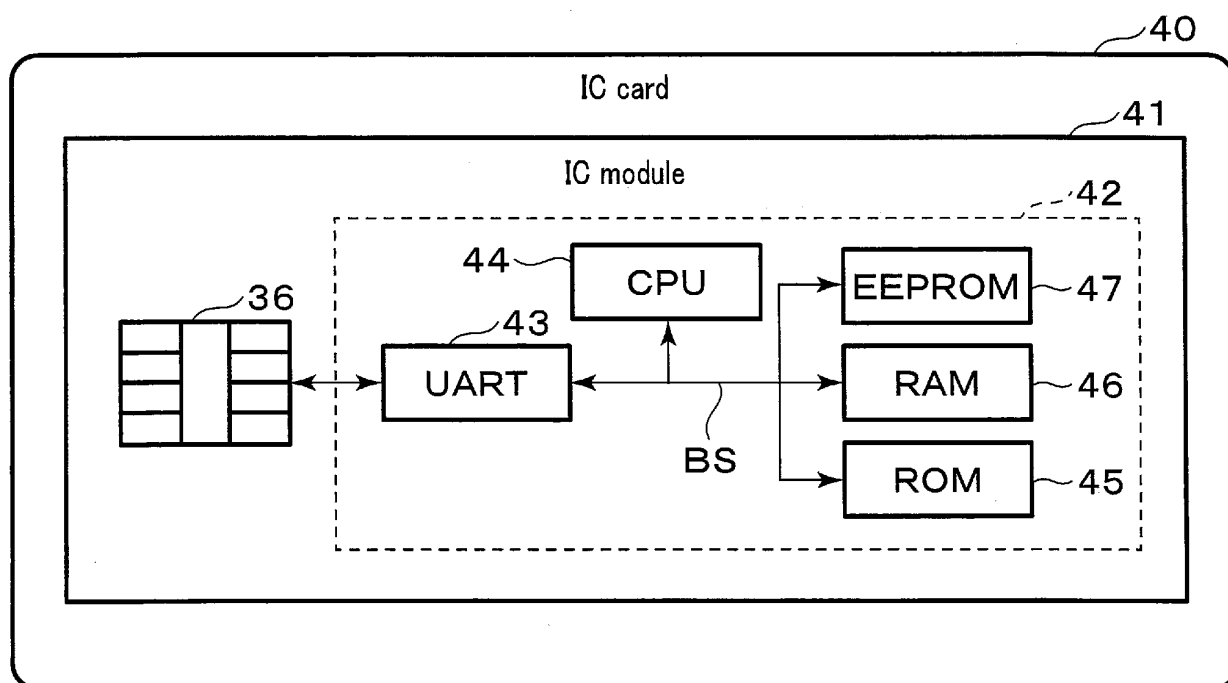 40
IC card
41
IC module
42
44
CPU
EEPROM
47
36
43
UART
RAM
46
BS
ROM
45